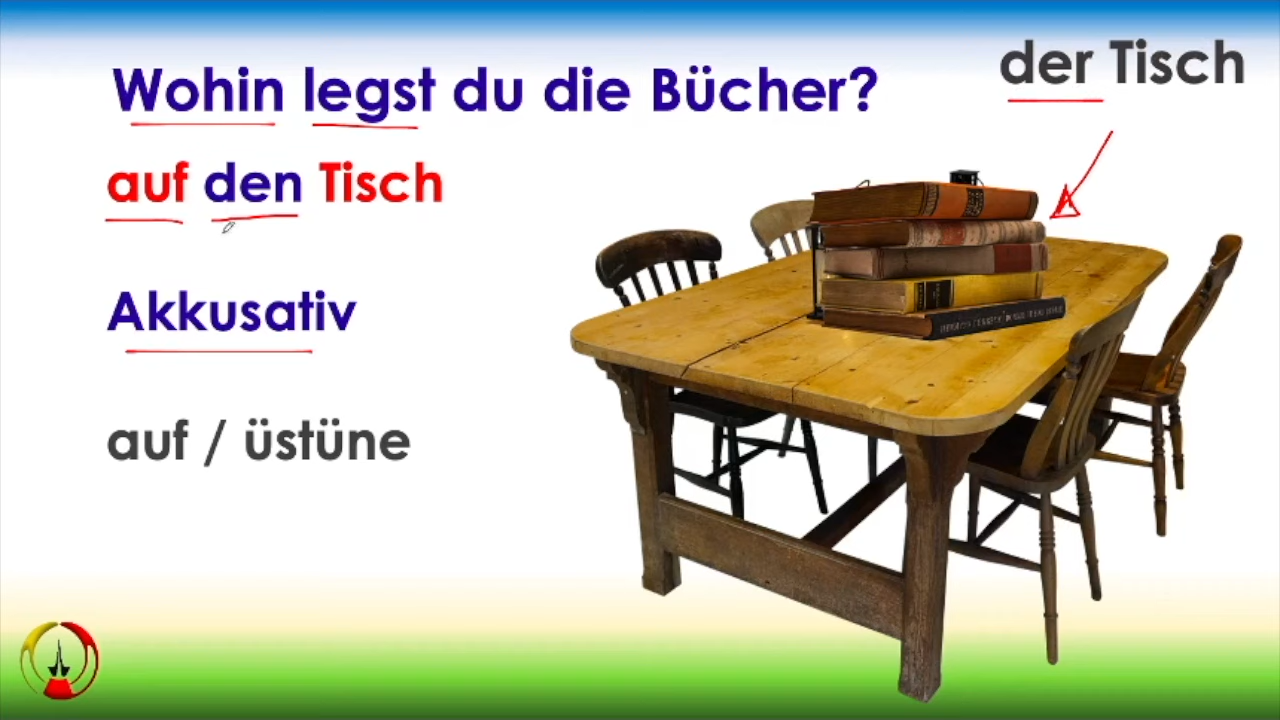 Wohin legst du die Bücher?
der Tisch
auf den Tisch
Akkusativ
auf / üstüne